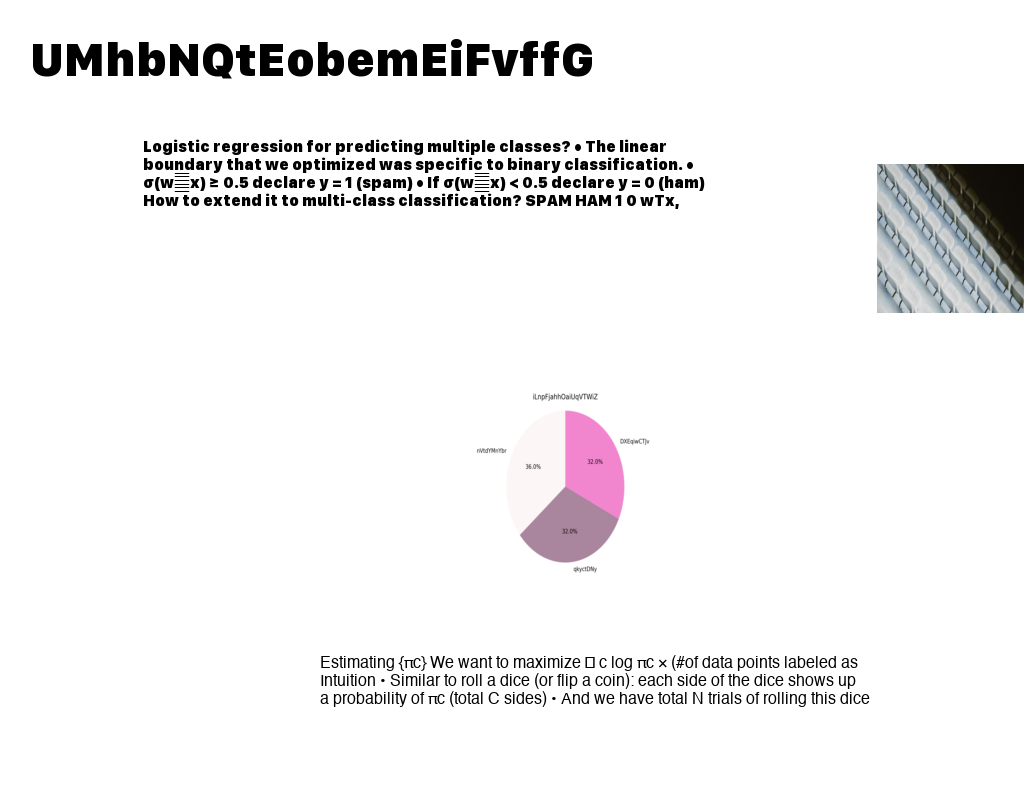 UMhbNQtEobemEiFvffG
Logistic regression for predicting multiple classes? • The linear
boundary that we optimized was specific to binary classification. •
σ(w x) ≥ 0.5 declare y = 1 (spam) • If σ(w x) < 0.5 declare y = 0 (ham)
How to extend it to multi-class classification? SPAM HAM 1 0 wTx,
iLnpFjahhOaiUqVTWiZ
DXEqiwCTjv
nVtdYMnYbr
36.0%
32.0%
32.0%
qkyctDNy
Estimating {πc} We want to maximize c log πc × (#of data points labeled as
Intuition • Similar to roll a dice (or flip a coin): each side of the dice shows up
a probability of πc (total C sides) • And we have total N trials of rolling this dice